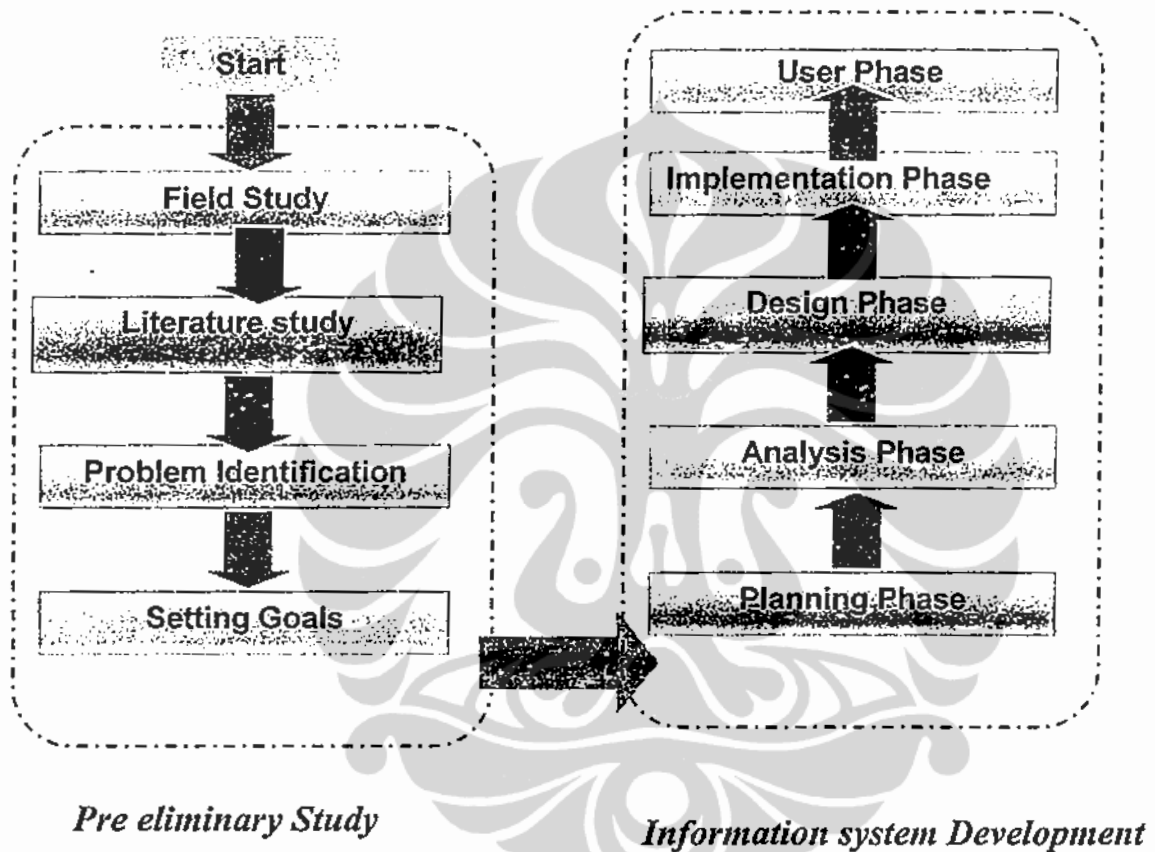 Start
Field Study
Literature study
Problem Identification
Setting Goals
Pre eliminary Study
User Phase
Implementation Phase
Design Phase
Analysis Phase
Planning Phase
Information system Development